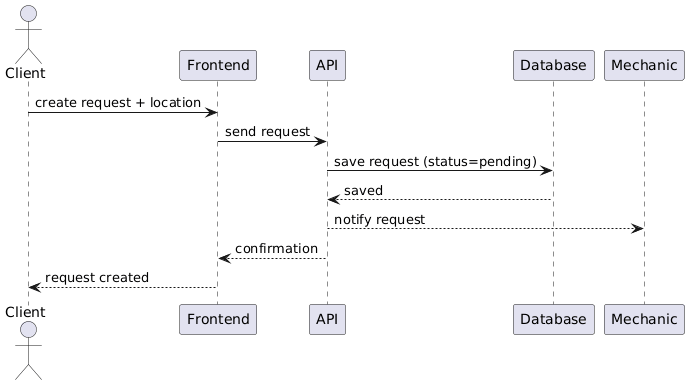 Client
Frontend
API
Database
Mechanic
create request + location
send request
save request (status=pending)
saved
notify request
confirmation
request created
Client
Frontend
API
Database
Mechanic